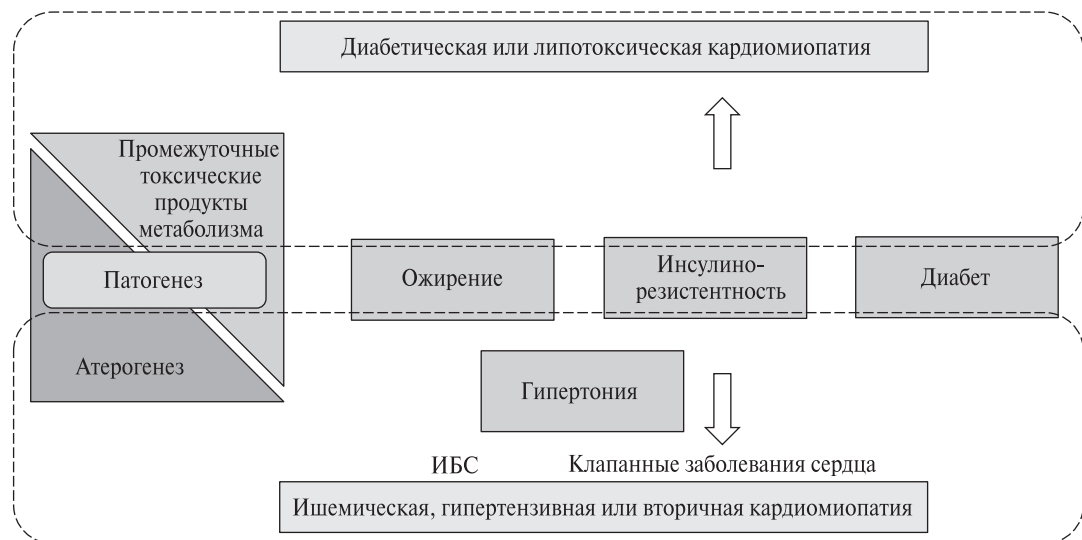 Диабетическая или липотоксическая кардиомиопатия
Промежуточные
токсические
продукты
метаболизма
Патогенез
Ожирение
Инсулино-
резистентность
Диабет
Атерогенез
Гипертония
ИБС
Клапанные заболевания сердца
Ишемическая, гипертензивная или вторичная кардиомиопатия